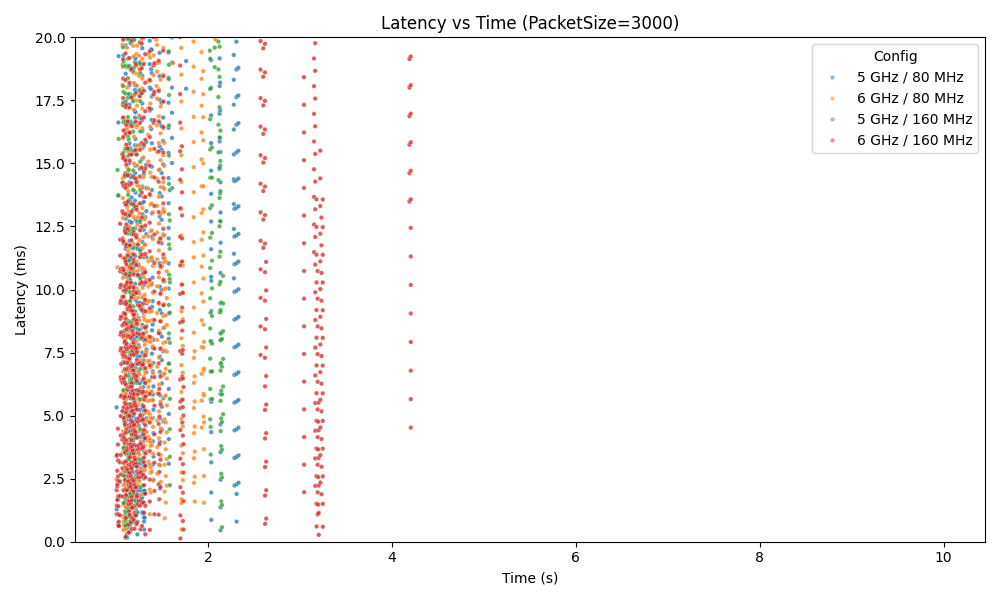 Latency vs Time (PacketSize=3000)
Config
5 GHz / 80 MHz
6 GHz / 80 MHz
5 GHz / 160 MHz
6 GHz / 160 MHz
Latency (ms)
20.0
17.5
15.0
12.5
10.0
7.5
5.0
2.5
0.0
2
4
6
8
10
Time (s)